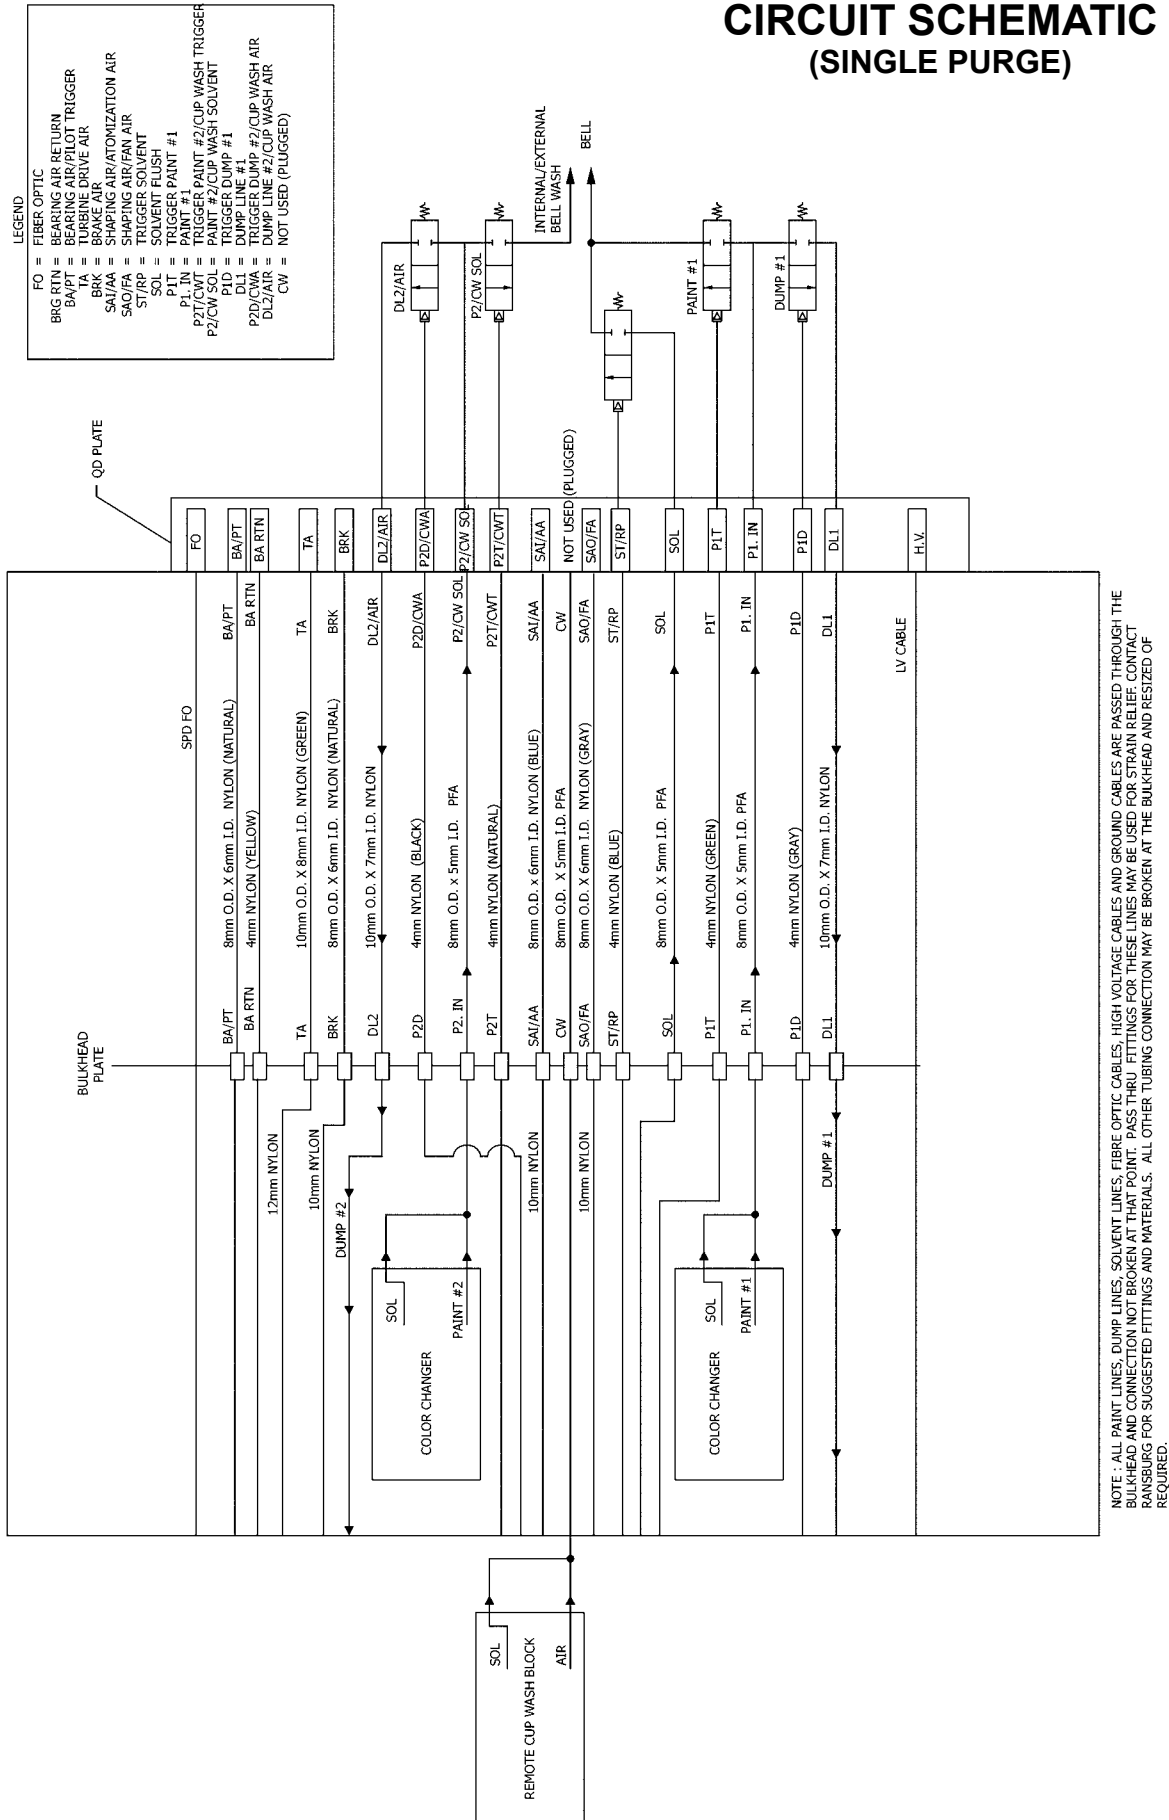 CIRCUIT SCHEMATIC
(SINGLE PURGE)
LEGEND
FO = FIBER OPTIC
BRG RTN = BEARING AIR RETURN
BA/PT = BEARING AIR/PILOT TRIGGER
TA = TURBINE DRIVE AIR
BRK = BRAKE AIR
SAI/AA = SHAPING AIR/ATOMIZATION AIR
SAO/FA = SHAPING AIR/FAN AIR
ST/RP = TRIGGER SOLVENT
SOL = SOLVENT FLUSH
P1T = TRIGGER PAINT #1
P1. IN = PAINT #1
P2T/CWT = TRIGGER PAINT #2/CUP WASH TRIGGER
P2/CW SOL = PAINT #2/CUP WASH SOLVENT
P1D = TRIGGER DUMP #1
DL1 = DUMP LINE #1
P2D/CWA = TRIGGER DUMP #2/CUP WASH AIR
DL2/AIR = DUMP LINE #2/CUP WASH AIR
CW = NOT USED (PLUGGED)
QD PLATE
DL2/AIR
P2/CW SOL
INTERNAL/EXTERNAL
BELL WASH
BELL
PAINT #1
DUMP #1
FO
BA/PT
BA RTN
TA
BRK
DL2/AIR
P2D/CWA
P2/CW SOL
P2T/CWT
SAI/AA
NOT USED (PLUGGED)
SAO/FA
ST/RP
SOL
P1T
P1. IN
P1D
DL1
H.V.
BA/PT
BA RTN
TA
BRK
DL2/AIR
P2D/CWA
P2/CW SOL
P2T/CWT
SAI/AA
CW
SAO/FA
ST/RP
SOL
P1T
P1. IN
P1D
DL1
LV CABLE
SPD FO
8mm O.D. X 6mm I.D. NYLON (NATURAL)
4mm NYLON (YELLOW)
10mm O.D. X 8mm I.D. NYLON (GREEN)
8mm O.D. X 6mm I.D. NYLON (NATURAL)
10mm O.D. X 7mm I.D. NYLON
4mm NYLON (BLACK)
8mm O.D. x 5mm I.D. PFA
4mm NYLON (NATURAL)
8mm O.D. x 6mm I.D. NYLON (BLUE)
8mm O.D. X 5mm I.D. PFA
8mm O.D. X 6mm I.D. NYLON (GRAY)
4mm NYLON (BLUE)
8mm O.D. X 5mm I.D. PFA
4mm NYLON (GREEN)
8mm O.D. X 5mm I.D. PFA
4mm NYLON (GRAY)
10mm O.D. X 7mm I.D. NYLON
BULKHEAD
PLATE
BA/PT
BA RTN
TA
BRK
DL2
P2D
P2. IN
P2T
SAI/AA
CW
SAO/FA
ST/RP
SOL
P1T
P1. IN
P1D
DL1
12mm NYLON
10mm NYLON
DUMP #2
10mm NYLON
10mm NYLON
DUMP #1
SOL
PAINT #2
COLOR CHANGER
SOL
PAINT #1
COLOR CHANGER
SOL
AIR
REMOTE CUP WASH BLOCK
NOTE : ALL PAINT LINES, DUMP LINES, SOLVENT LINES, FIBRE OPTIC CABLES, HIGH VOLTAGE CABLES AND GROUND CABLES ARE PASSED THROUGH THE
BULKHEAD AND CONNECTION NOT BROKEN AT THAT POINT. PASS THRU FITTINGS FOR THESE LINES MAY BE USED FOR STRAIN RELIEF. CONTACT
RANSBURG FOR SUGGESTED FITTINGS AND MATERIALS. ALL OTHER TUBING CONNECTION MAY BE BROKEN AT THE BULKHEAD AND RESIZED OF
REQUIRED.